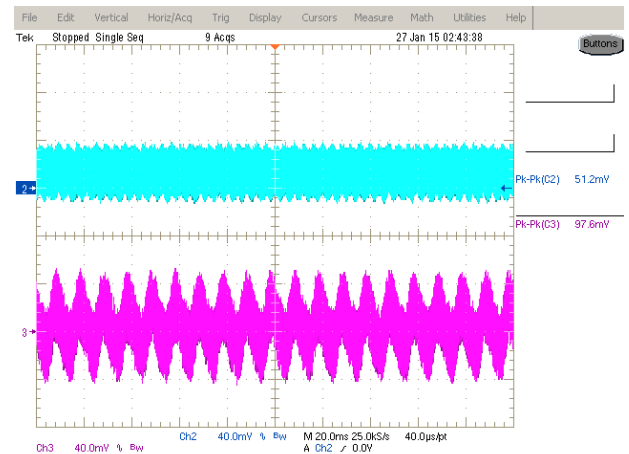 File Edit Vertical Horiz/Acq Trig Display Cursors Measure Math Utilities Help
Tek Stopped Single Seq 9 Acqs 27 Jan 15 02:43:38
Buttons
2
Pk-Pk(C2) 51.2mV
Pk-Pk(C3) 97.6mV
3
Ch2 40.0mV Bw M 20.0ms 25.0kS/s 40.0µs/pt
Ch3 40.0mV Bw A Ch2 0.0V